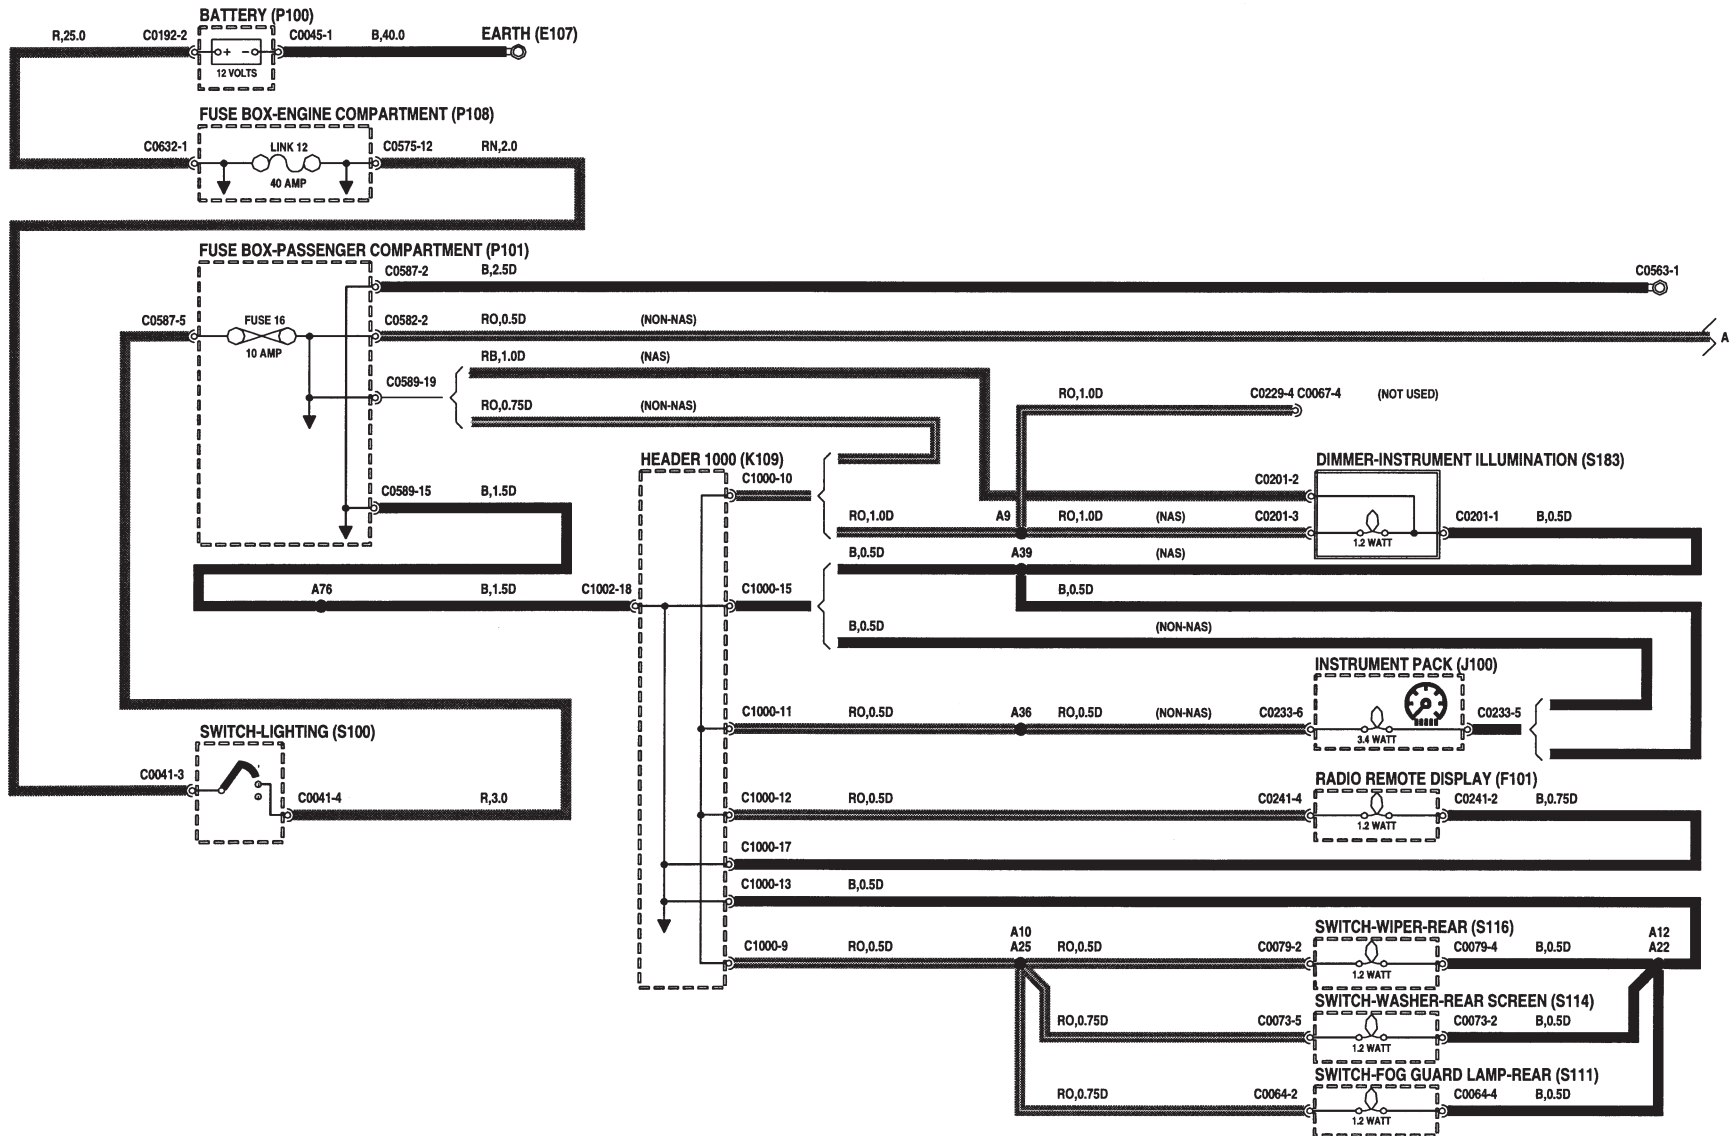 BATTERY (P100)
R,25.0 C0192-2 C0045-1 B,40.0 EARTH (E107)
+ −
12 VOLTS
FUSE BOX-ENGINE COMPARTMENT (P108)
C0632-1 LINK 12 C0575-12 RN,2.0
40 AMP
FUSE BOX-PASSENGER COMPARTMENT (P101)
C0587-2 B,2.5D C0563-1
C0587-5 FUSE 16 C0582-2 RO,0.5D (NON-NAS)
A
10 AMP
RB,1.0D (NAS)
C0589-19
RO,1.0D C0229-4 C0067-4 (NOT USED)
RO,0.75D (NON-NAS)
HEADER 1000 (K109) DIMMER-INSTRUMENT ILLUMINATION (S183)
C1000-10 C0201-2
C0589-15 B,1.5D
RO,1.0D A9 RO,1.0D (NAS) C0201-3 C0201-1 B,0.5D
1.2 WATT
B,0.5D A39 (NAS)
A76 B,1.5D C1002-18 C1000-15 B,0.5D
B,0.5D (NON-NAS)
INSTRUMENT PACK (J100)
C1000-11 RO,0.5D A36 RO,0.5D (NON-NAS) C0233-6 C0233-5
3.4 WATT
SWITCH-LIGHTING (S100)
C0041-3
RADIO REMOTE DISPLAY (F101)
C0041-4 R,3.0 C1000-12 RO,0.5D C0241-4 C0241-2 B,0.75D
1.2 WATT
C1000-17
C1000-13 B,0.5D
SWITCH-WIPER-REAR (S116)
A10 A12
C1000-9 RO,0.5D A25 RO,0.5D C0079-2 C0079-4 B,0.5D A22
1.2 WATT
SWITCH-WASHER-REAR SCREEN (S114)
RO,0.75D C0073-5 C0073-2 B,0.5D
1.2 WATT
SWITCH-FOG GUARD LAMP-REAR (S111)
RO,0.75D C0064-2 C0064-4 B,0.5D
1.2 WATT